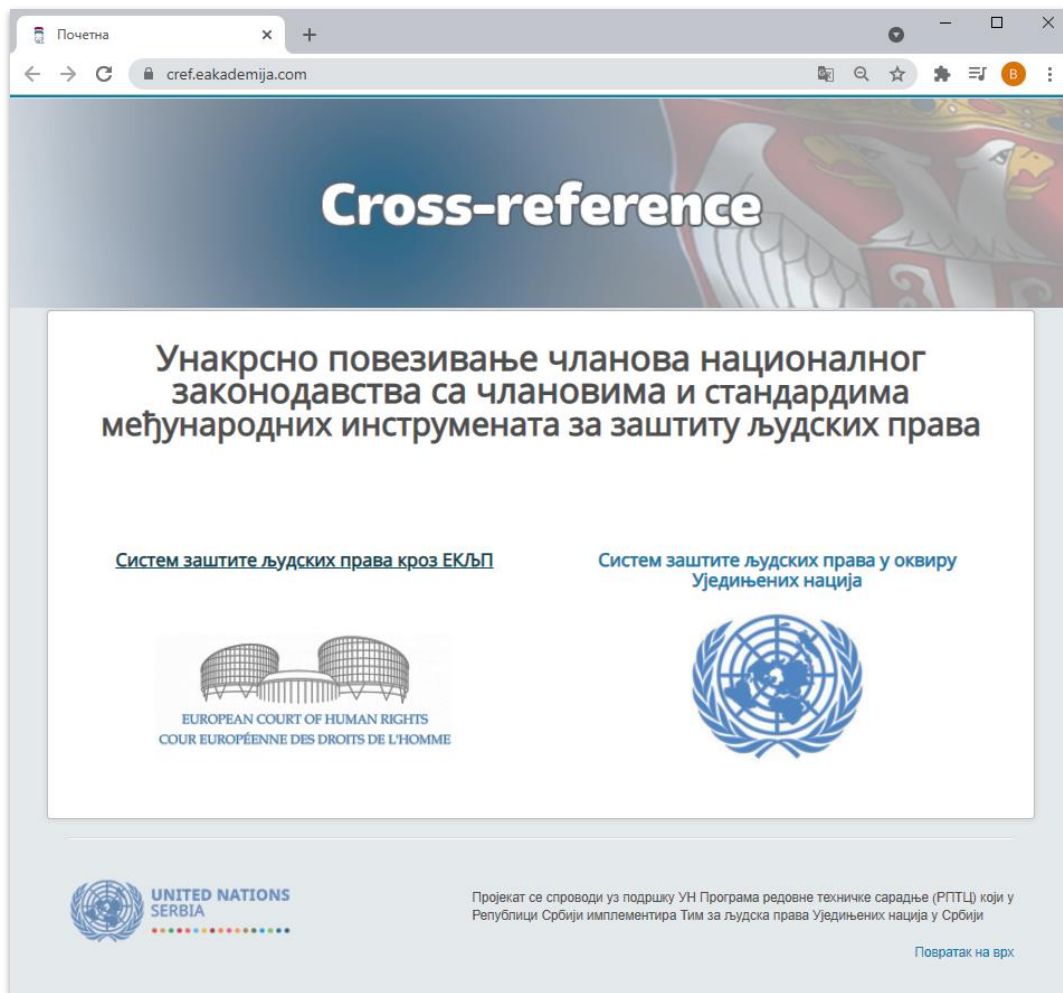 Почетна
cref.eakademija.com
B
Cross-reference
Унакрсно повезивање чланова националног
законодавства са члановима и стандардима
међународних инструмената за заштиту људских права
Систем заштите људских права кроз ЕКЉП
Систем заштите људских права у оквиру
Уједињених нација
EUROPEAN COURT OF HUMAN RIGHTS
COUR EUROPÉENNE DES DROITS DE L'HOMME
UNITED NATIONS
SERBIA
Пројекат се спроводи уз подршку УН Програма редовне техничке сарадње (РПТЦ) који у
Републици Србији имплементира Тим за људска права Уједињених нација у Србији
Повратак на врх